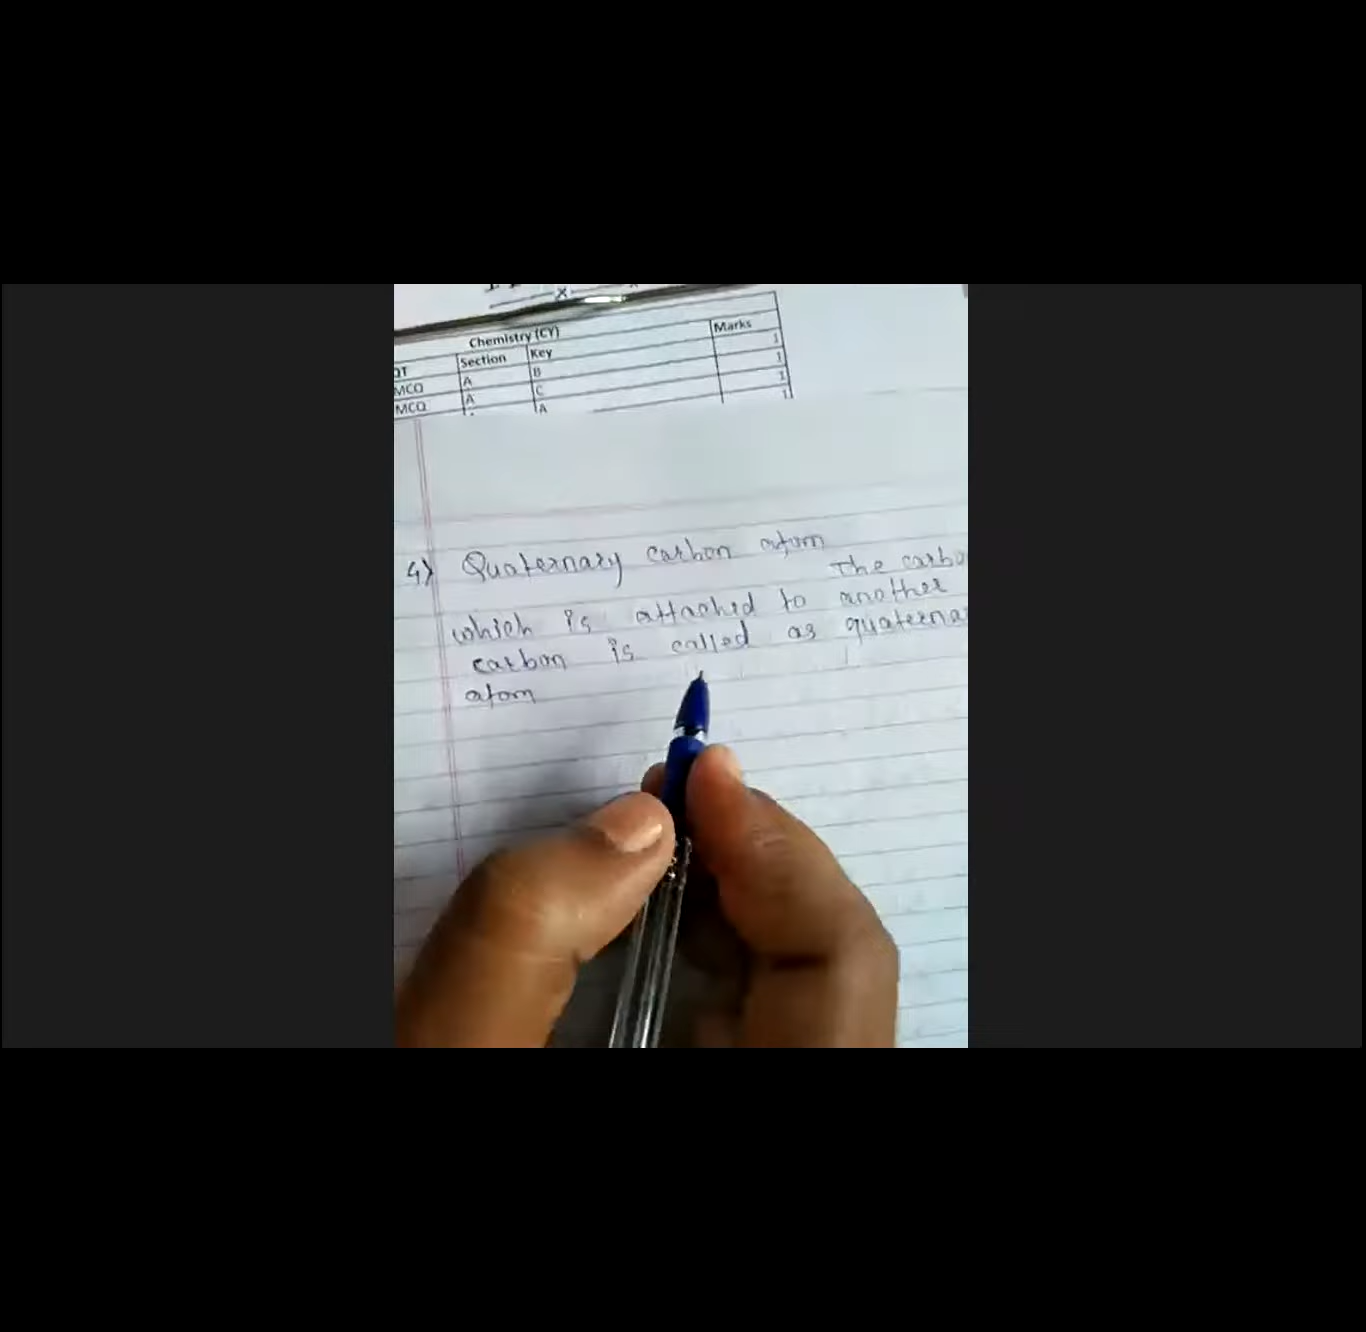 Chemistry (CY)
QT Section Key Marks
MCQ A B 1
MCQ A C 1
A 1
1
4) Quaternary carbon atom
The carbo
which is attached to another
carbon is called as quaterna
atom